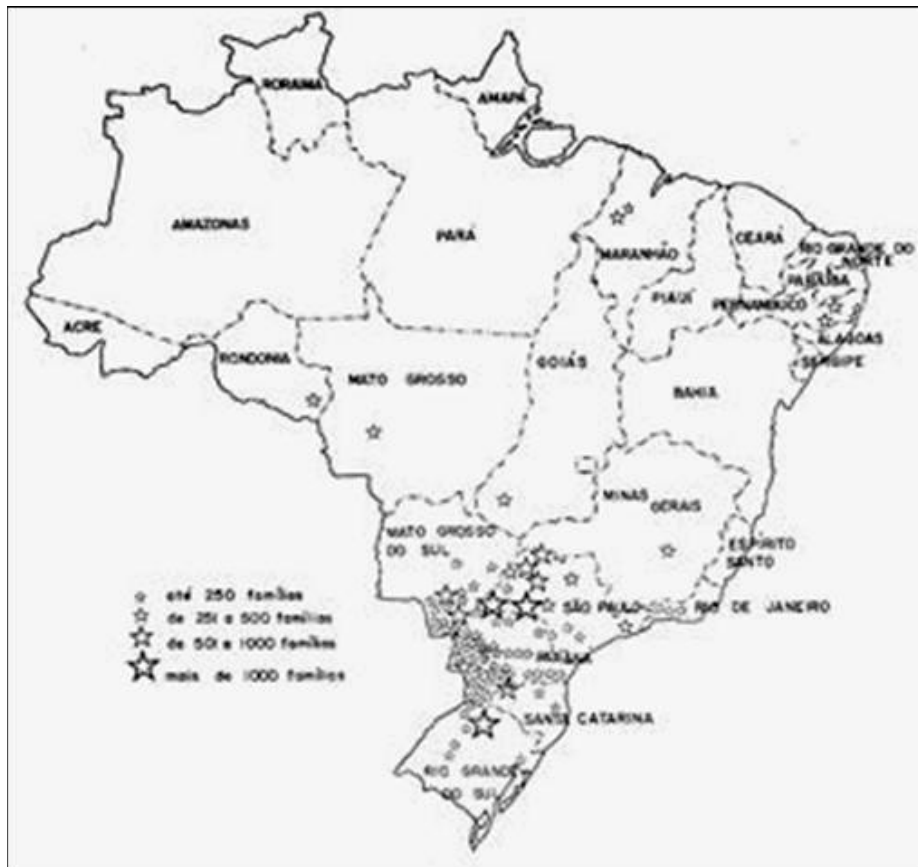 RORAIMA
AMAPÁ
AMAZONAS
PARÁ
MARANHÃO
CEARÁ
RIO GRANDE DO
NORTE
PARAÍBA
PIAUÍ
PERNAMBUCO
ALAGOAS
SERGIPE
ACRE
RONDONIA
MATO GROSSO
GOIÁS
BAHIA
MINAS
GERAIS
MATO GROSSO
DO SUL
ESPÍRITO
SANTO
até 250 famílias
de 251 a 500 famílias
de 501 a 1000 famílias
mais de 1000 famílias
SÃO PAULO
RIO DE JANEIRO
PARANÁ
SANTA CATARINA
RIO GRANDE
DO SUL